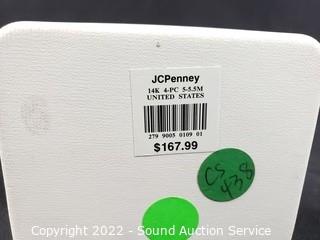 JCPenney
14K 4-PC 5-5.5M
UNITED STATES
279 9005 0109 01
$167.99
CS
438
Copyright 2022 - Sound Auction Service